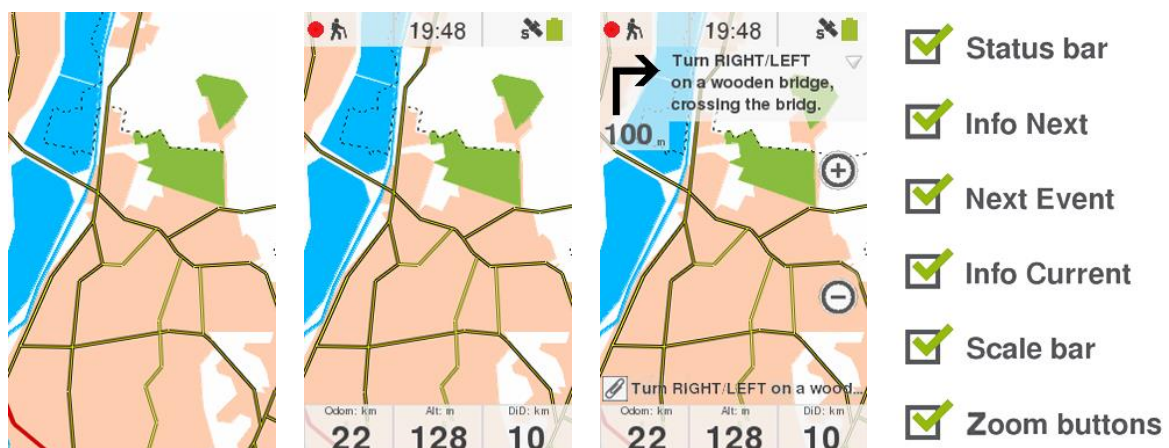 19:48
S
Odom: km
Alt: m
DiD: km
22
128
10
19:48
S
Turn RIGHT/LEFT
on a wooden bridge,
crossing the bridg.
100 m
+
−
Turn RIGHT/LEFT on a wood...
Odom: km
Alt: m
DiD: km
22
128
10
Status bar
Info Next
Next Event
Info Current
Scale bar
Zoom buttons